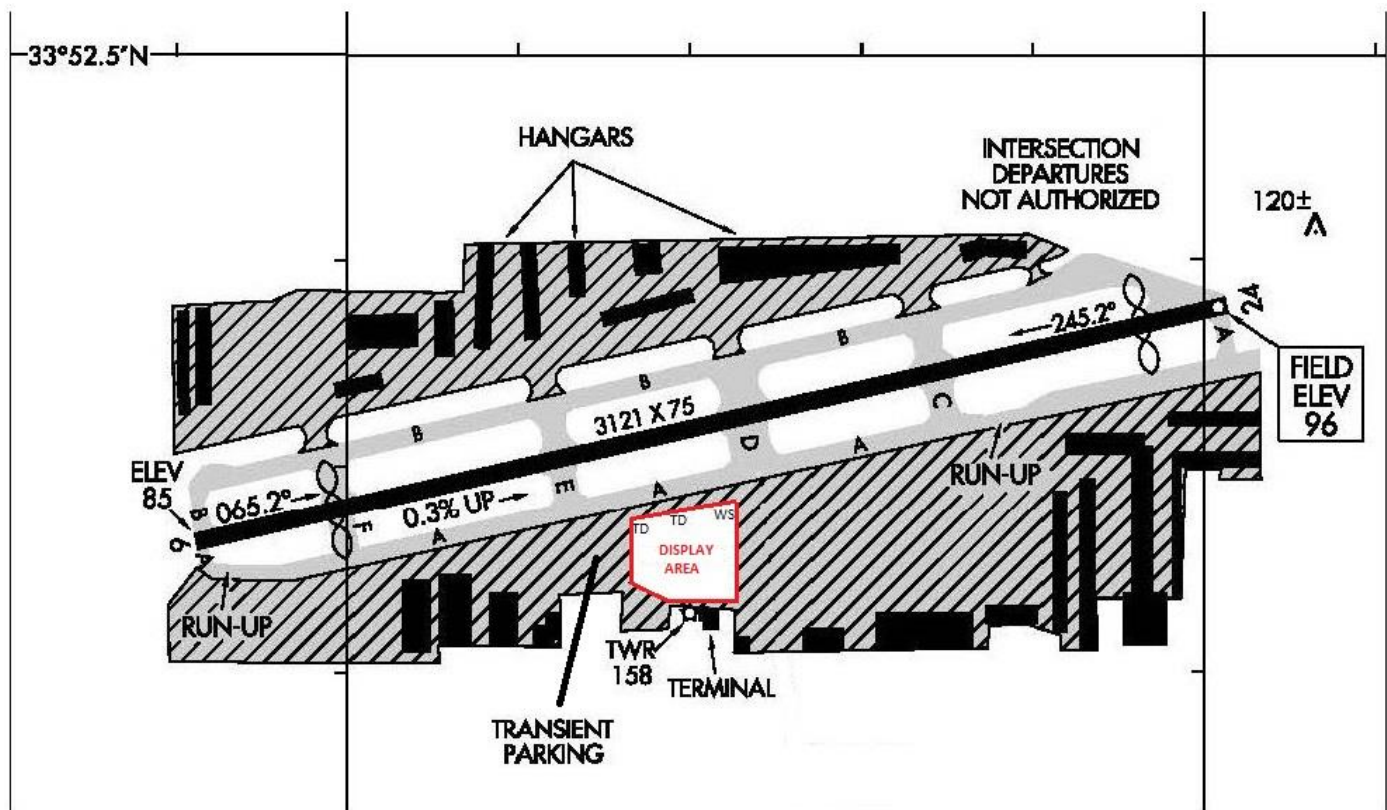 33°52.5'N
HANGARS
INTERSECTION
DEPARTURES
NOT AUTHORIZED
120±
24
A
245.2°
B
B
B
FIELD
ELEV
96
3121 X 75
C
D
A
RUN-UP
ELEV
85
B
065.2°
0.3% UP
E
A
F
A
6
A
TD
TD
WS
DISPLAY
AREA
RUN-UP
TWR
158
TERMINAL
TRANSIENT
PARKING